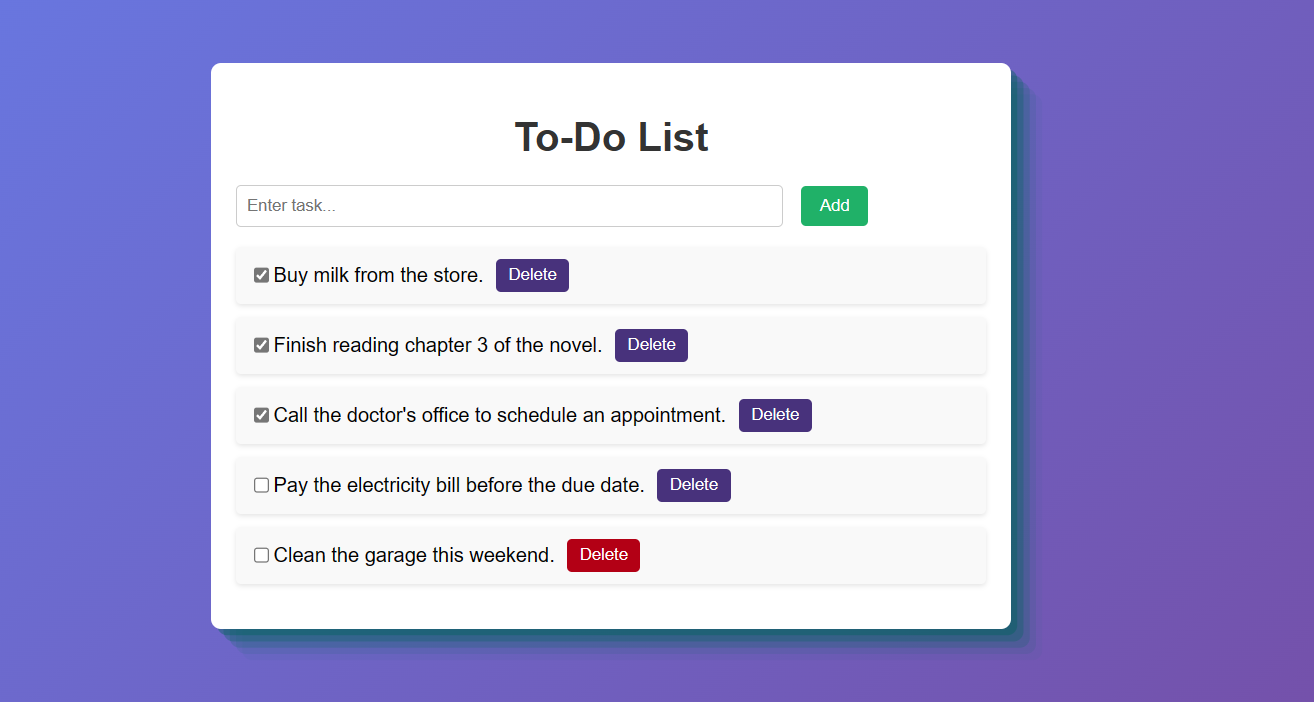 To-Do List
Enter task...
Add
Buy milk from the store. Delete
Finish reading chapter 3 of the novel. Delete
Call the doctor's office to schedule an appointment. Delete
Pay the electricity bill before the due date. Delete
Clean the garage this weekend. Delete